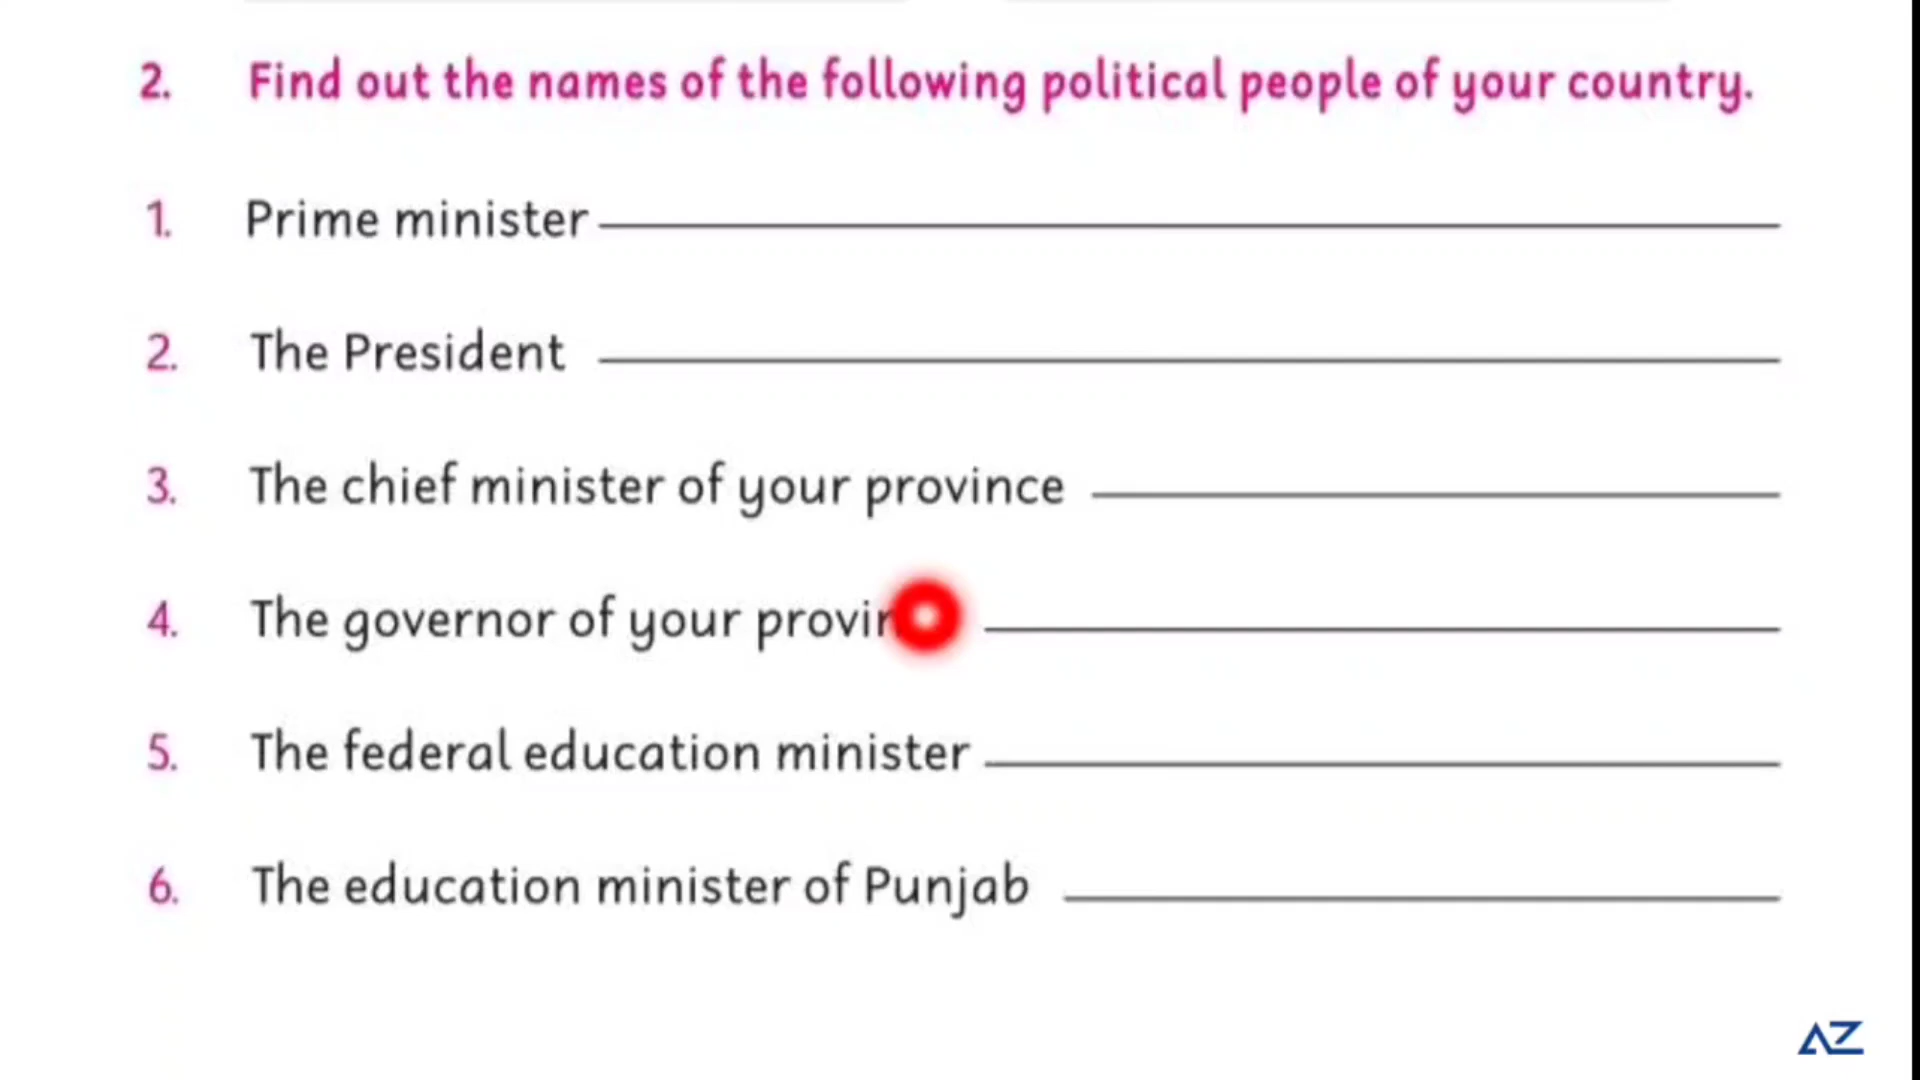 2. Find out the names of the following political people of your country.
1. Prime minister
2. The President
3. The chief minister of your province
4. The governor of your
5. The federal education minister
6. The education minister of Punjab
AZ